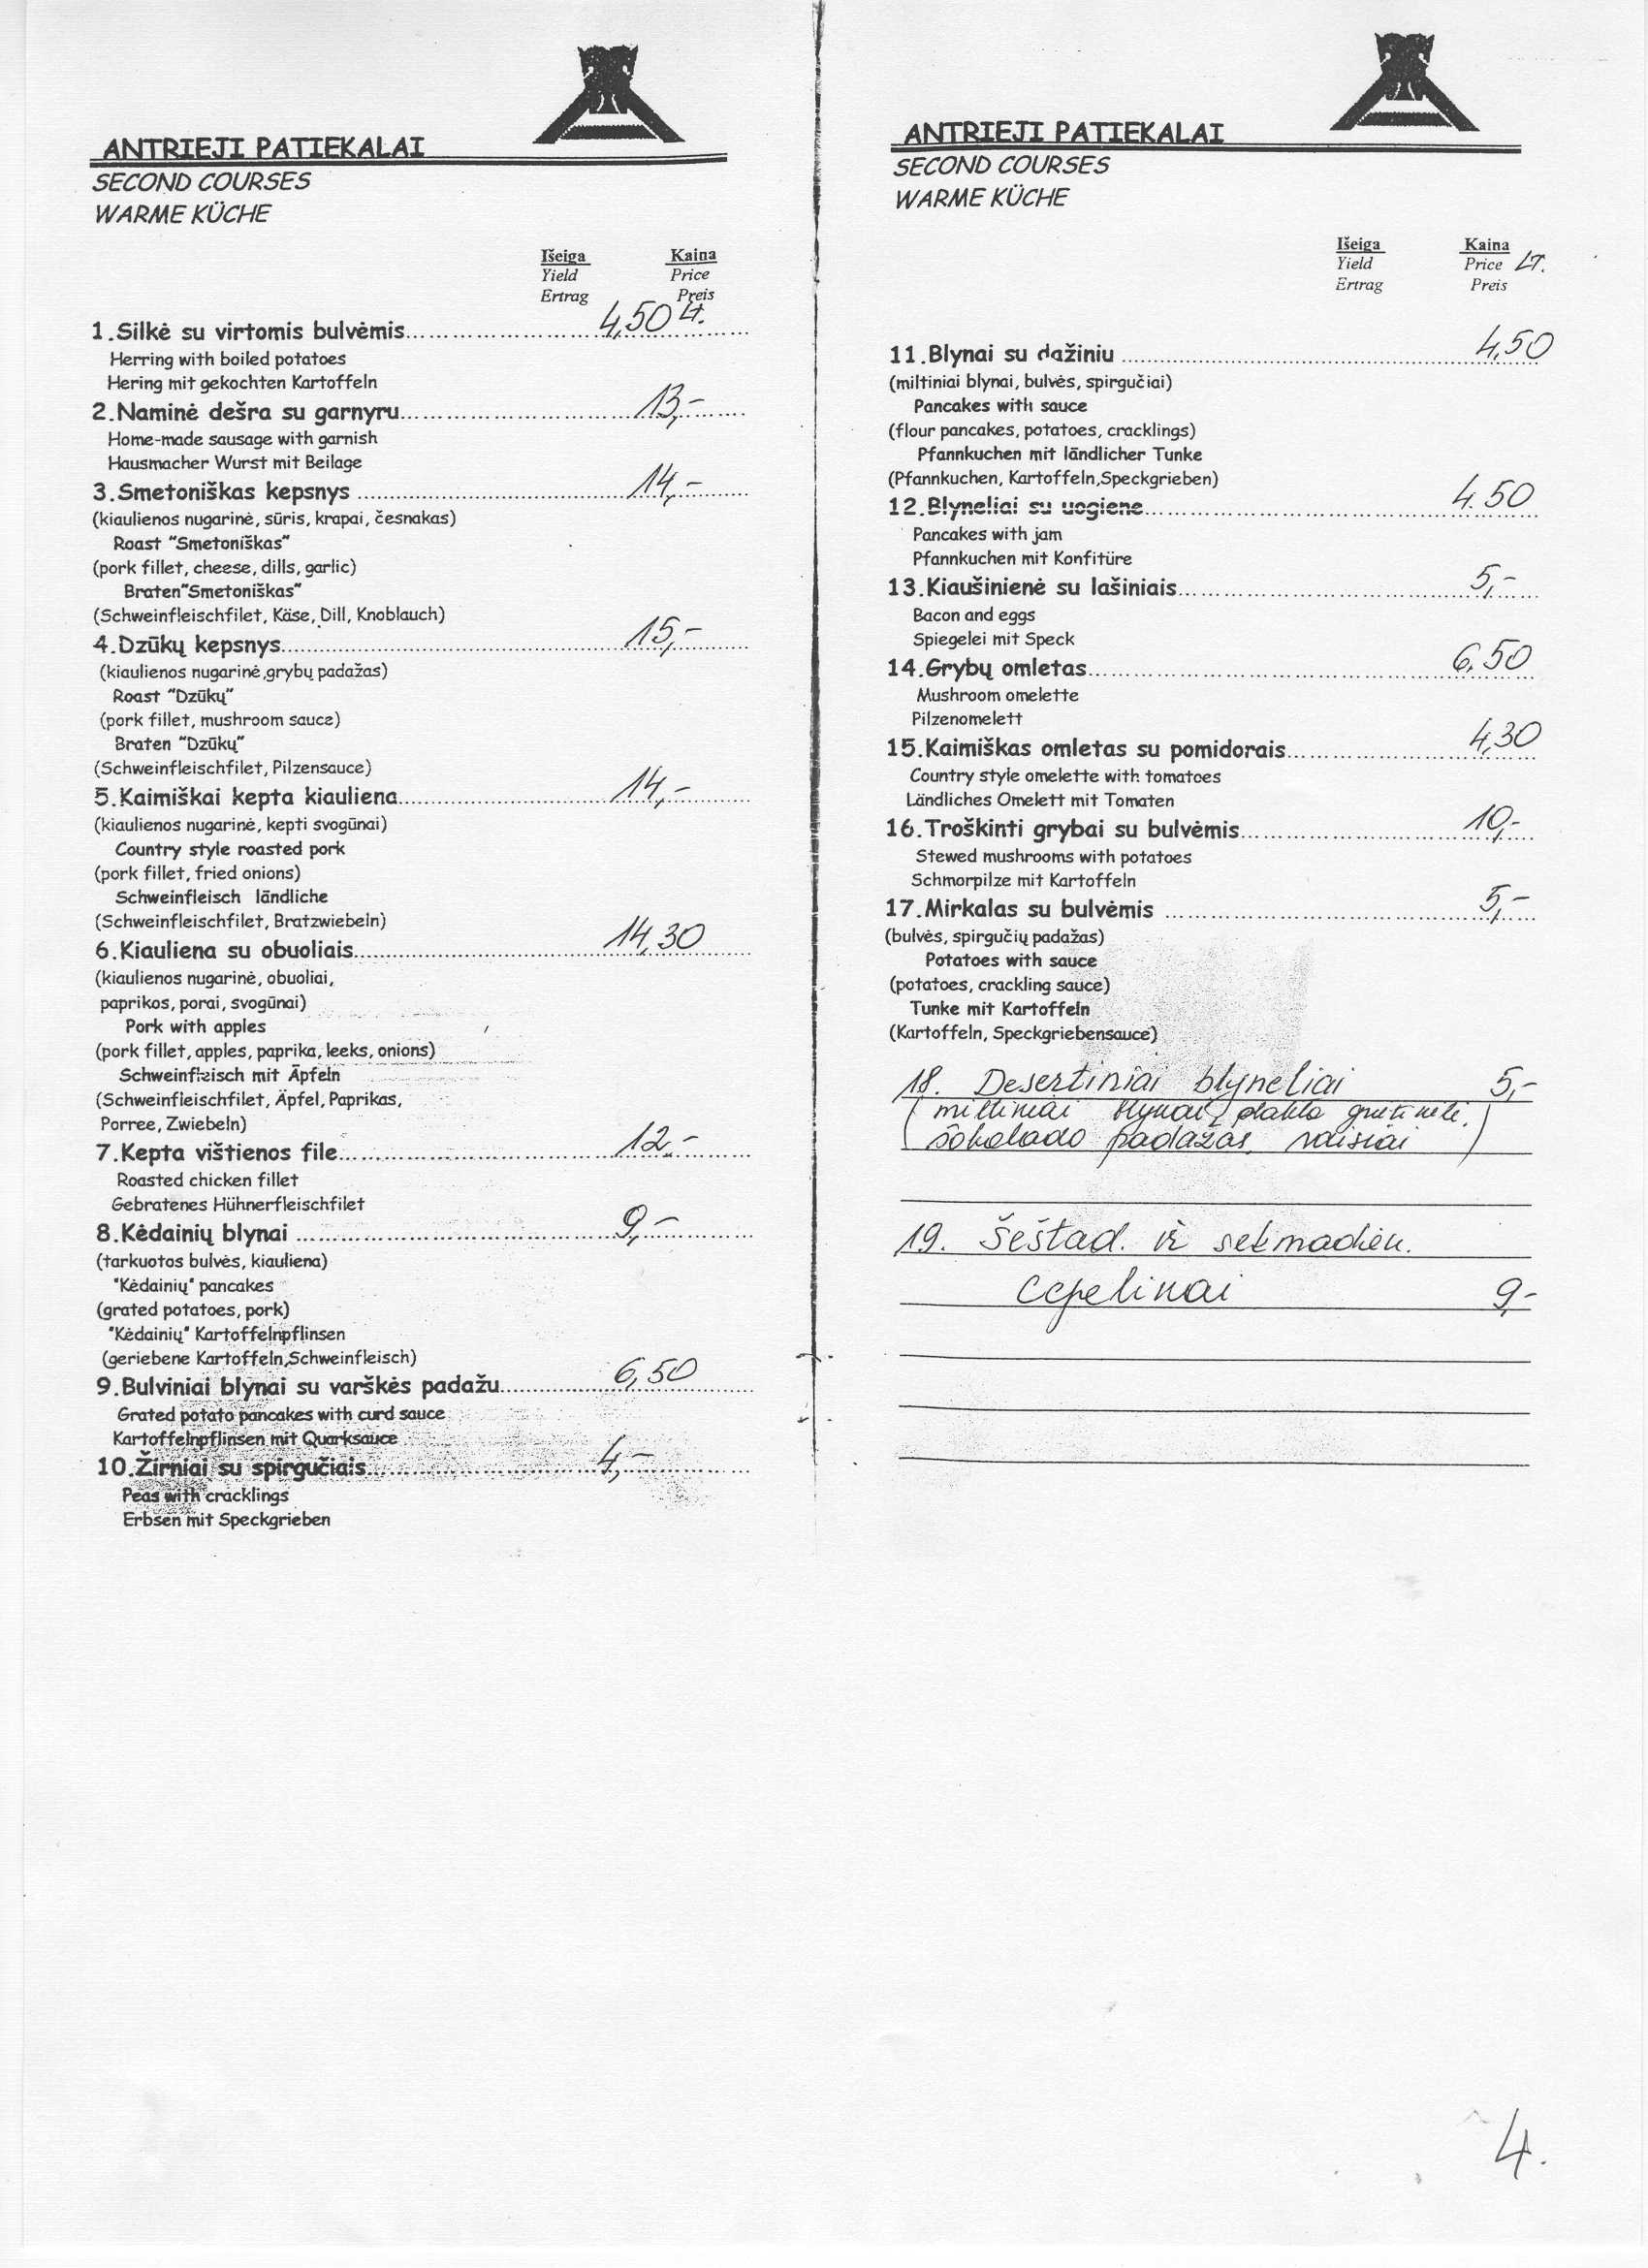 ANTRIEJI PATIEKALAI
SECOND COURSES
WARME KÜCHE
Išeiga Kaina
Yield Price
Ertrag Preis
1.Silkė su virtomis bulvėmis 4,50 Lt.
Herring with boiled potatoes
Hering mit gekochten Kartoffeln
2.Naminė dešra su garnyru 13,-
Home-made sausage with garnish
Hausmacher Wurst mit Beilage
3.Smetoniškas kepsnys 14,-
(kiaulienos nugarinė, sūris, krapai, česnakas)
Roast "Smetoniškas"
(pork fillet, cheese, dills, garlic)
Braten"Smetoniškas"
(Schweinfleischfilet, Käse, Dill, Knoblauch)
4.Dzūkų kepsnys 15,-
(kiaulienos nugarinė,grybų padažas)
Roast "Dzūkų"
(pork fillet, mushroom sauce)
Braten "Dzūkų"
(Schweinfleischfilet, Pilzensauce)
5.Kaimiškai kepta kiauliena 14,-
(kiaulienos nugarinė, kepti svogūnai)
Country style roasted pork
(pork fillet, fried onions)
Schweinfleisch ländliche
(Schweinfleischfilet, Bratzwiebeln)
6.Kiauliena su obuoliais 14,30
(kiaulienos nugarinė, obuoliai,
paprikos, porai, svogūnai)
Pork with apples
(pork fillet, apples, paprika, leeks, onions)
Schweinfleisch mit Äpfeln
(Schweinfleischfilet, Äpfel, Paprikas,
Porree, Zwiebeln)
7.Kepta vištienos file 12,-
Roasted chicken fillet
Gebratenes Hühnerfleischfilet
8.Kėdainių blynai 9,-
(tarkuotos bulvės, kiauliena)
"Kėdainių" pancakes
(grated potatoes, pork)
"Kėdainių" Kartoffelnpflinsen
(geriebene Kartoffeln,Schweinfleisch)
9.Bulviniai blynai su varškės padažu 6,50
Grated potato pancakes with curd sauce
Kartoffelnpflinsen mit Quarksauce
10.Žirniai su spirgučiais 4,-
Peas with cracklings
Erbsen mit Speckgrieben
ANTRIEJI PATIEKALAI
SECOND COURSES
WARME KÜCHE
Išeiga Kaina
Yield Price LT.
Ertrag Preis
11.Blynai su dažiniu 4,50
(miltiniai blynai, bulvės, spirgučiai)
Pancakes with sauce
(flour pancakes, potatoes, cracklings)
Pfannkuchen mit ländlicher Tunke
(Pfannkuchen, Kartoffeln,Speckgrieben)
12.Blyneliai su uogiene 4.50
Pancakes with jam
Pfannkuchen mit Konfitüre
13.Kiaušinienė su lašiniais 5,-
Bacon and eggs
Spiegelei mit Speck
14.Grybų omletas 6.50
Mushroom omelette
Pilzenomelett
15.Kaimiškas omletas su pomidorais 4,30
Country style omelette with tomatoes
Ländliches Omelett mit Tomaten
16.Troškinti grybai su bulvėmis 10,-
Stewed mushrooms with potatoes
Schmorpilze mit Kartoffeln
17.Mirkalas su bulvėmis 5,-
(bulvės, spirgučių padažas)
Potatoes with sauce
(potatoes, crackling sauce)
Tunke mit Kartoffeln
(Kartoffeln, Speckgriebensauce)
18. Desertiniai blyneliai 5,-
(miltiniai blynai, plakta grietinėlė,
šokolado padažas, vaisiai)
19. Šeštad. ir sekmadien.
Cepelinai 9,-
4.